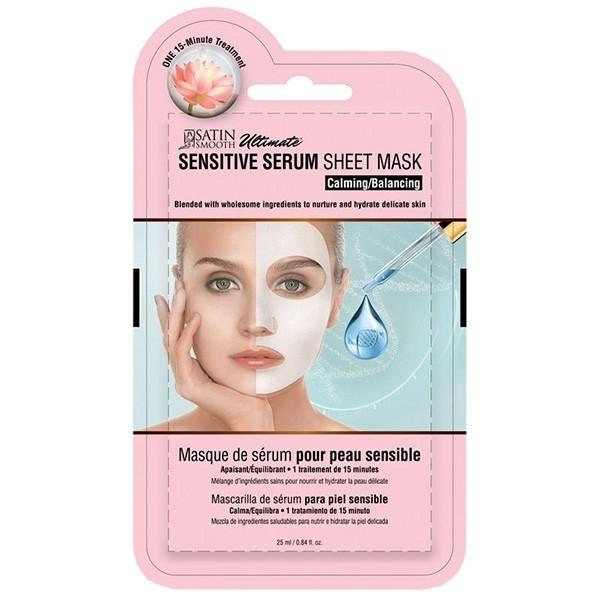 ONE 15-Minute Treatment
SATIN SMOOTH Ultimate
SENSITIVE SERUM SHEET MASK
Calming/Balancing
Blended with wholesome ingredients to nurture and hydrate delicate skin
Masque de sérum pour peau sensible
Apaisant/Équilibrant • 1 traitement de 15 minutes
Mélange d'ingrédients sains pour nourrir et hydrater la peau délicate
Mascarilla de sérum para piel sensible
Calma/Equilibra • 1 tratamiento de 15 minuto
Mezcla de ingredientes saludables para nutrir e hidratar la piel delicada
25 ml / 0.84 fl. oz.